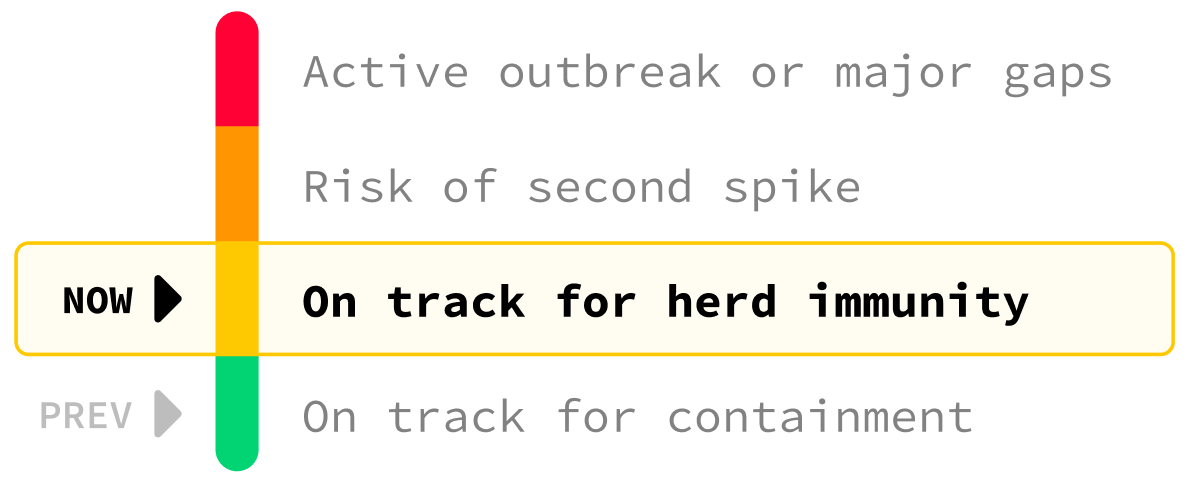 Active outbreak or major gaps
Risk of second spike
NOW On track for herd immunity
PREV On track for containment